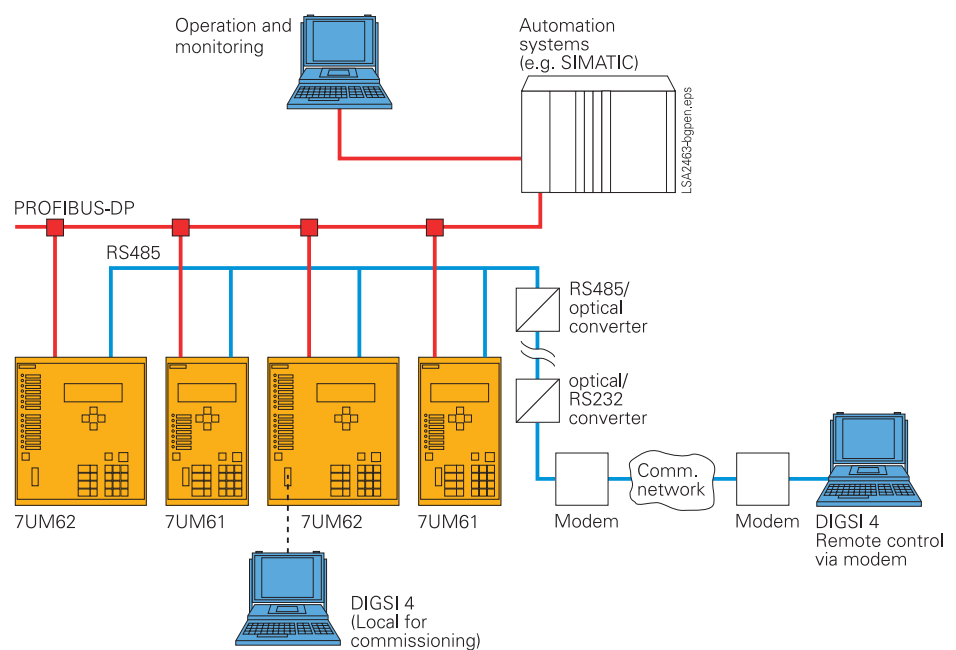 Operation and
monitoring
Automation
systems
(e.g. SIMATIC)
LSA2463-bgpen.eps
PROFIBUS-DP
RS485
RS485/
optical
converter
optical/
RS232
converter
Comm.
network
7UM62
7UM61
7UM62
7UM61
Modem
Modem
DIGSI 4
Remote control
via modem
DIGSI 4
(Local for
commissioning)